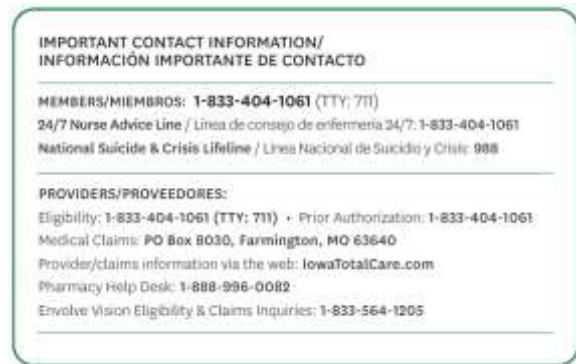 IMPORTANT CONTACT INFORMATION/
INFORMACIÓN IMPORTANTE DE CONTACTO
MEMBERS/MIEMBROS: 1-833-404-1061 (TTY: 711)
24/7 Nurse Advice Line / Línea de consejo de enfermería 24/7: 1-833-404-1061
National Suicide & Crisis Lifeline / Línea Nacional de Suicidio y Crisis: 988
PROVIDERS/PROVEEDORES:
Eligibility: 1-833-404-1061 (TTY: 711) • Prior Authorization: 1-833-404-1061
Medical Claims: PO Box 8030, Farmington, MO 63640
Provider/claims information via the web: IowaTotalCare.com
Pharmacy Help Desk: 1-888-996-0082
Envolve Vision Eligibility & Claims Inquiries: 1-833-564-1205